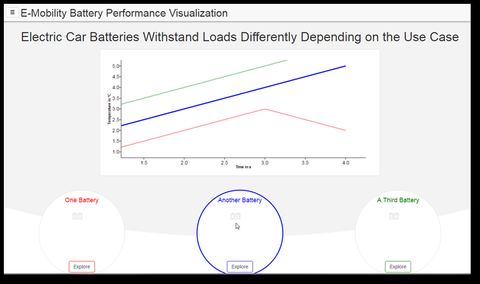 E-Mobility Battery Performance Visualization
Electric Car Batteries Withstand Loads Differently Depending on the Use Case
Temperature in °C
5.0
4.5
4.0
3.5
3.0
2.5
2.0
1.5
1.0
1.5
2.0
2.5
3.0
3.5
4.0
Time in s
One Battery
Another Battery
A Third Battery
Explore
Explore
Explore